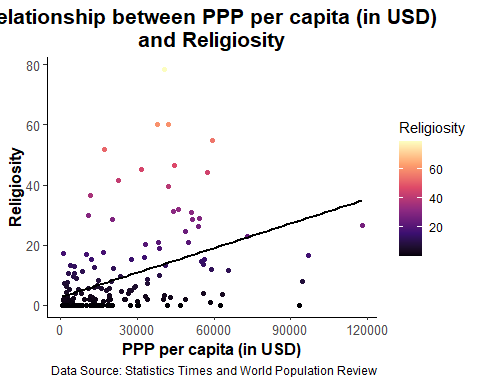 elationship between PPP per capita (in USD)
and Religiosity
80
60
40
20
0
Religiosity
0
30000
60000
90000
120000
PPP per capita (in USD)
Religiosity
60
40
20
Data Source: Statistics Times and World Population Review